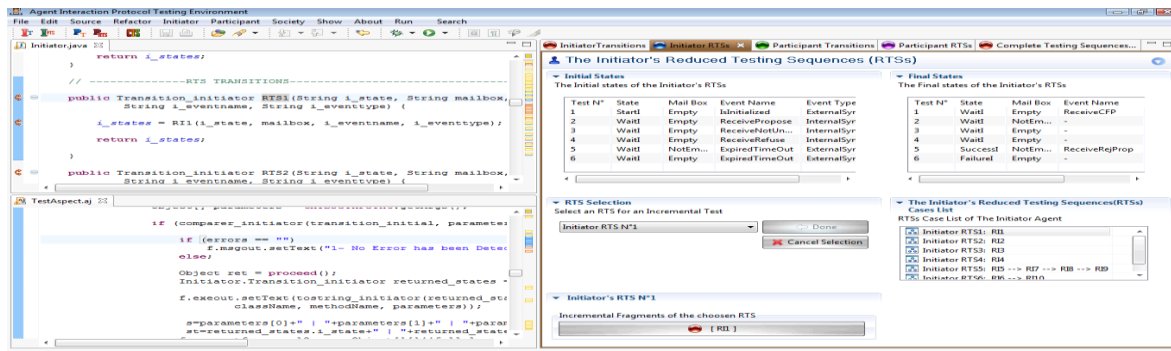 Agent Interaction Protocol Testing Environment
File Edit Source Refactor Initiator Participant Society Show About Run Search
Initiator.java
return i_states;
}
// ---------------RTS TRANSITIONS---------------
public Transition_initiator RTS1(String i_state, String mailbox,
String i_eventname, String i_eventtype) {
i_states = RI1(i_state, mailbox, i_eventname, i_eventtype);
return i_states;
}
public Transition_initiator RTS2(String i_state, String mailbox,
String i_eventname, String i_eventtype) {
TestAspect.aj
if (comparer_initiator(transition_initial, parameter
if (errors == "")
f.msgout.setText("1- No Error has been Detec
else;
Object ret = proceed();
Initiator.Transition_initiator returned_states =
f.exeout.setText(tostring_initiator(returned_sta
className, methodName, parameters));
s=parameters[0]+" | "+parameters[1]+" | "+param
st=returned_states.i_state+" | "+returned_state
InitiatorTransitions Initiator RTSs Participant Transitions Participant RTSs Complete Testing Sequences...
The Initiator's Reduced Testing Sequences (RTSs)
Initial States
The Initial states of the Initiator's RTSs
Test N° State Mail Box Event Name Event Type
1 StartI Empty IsInitialized ExternalSyr
2 WaitI Empty ReceivePropose InternalSyr
3 WaitI Empty ReceiveNotUn... InternalSyr
4 WaitI Empty ReceiveRefuse InternalSyr
5 WaitI NotEm... ExpiredTimeOut ExternalSyr
6 WaitI Empty ExpiredTimeOut ExternalSyr
Final States
The Final states of the Initiator's RTSs
Test N° State Mail Box Event Name
1 WaitI Empty ReceiveCFP
2 WaitI NotEm... -
3 WaitI Empty -
4 WaitI Empty -
5 SuccessI NotEm... ReceiveRejProp
6 FailureI Empty -
RTS Selection
Select an RTS for an Incremental Test
Initiator RTS N°1
Done
Cancel Selection
The Initiator's Reduced Testing Sequences(RTSs)
Cases List
RTSs Case List of The Initiator Agent
Initiator RTS1: RI1
Initiator RTS2: RI2
Initiator RTS3: RI3
Initiator RTS4: RI4
Initiator RTS5: RI5 --> RI7 --> RI8 --> RI9
Initiator RTS6: RI6 --> RI10
Initiator's RTS N°1
Incremental Fragments of the choosen RTS
[ RI1 ]